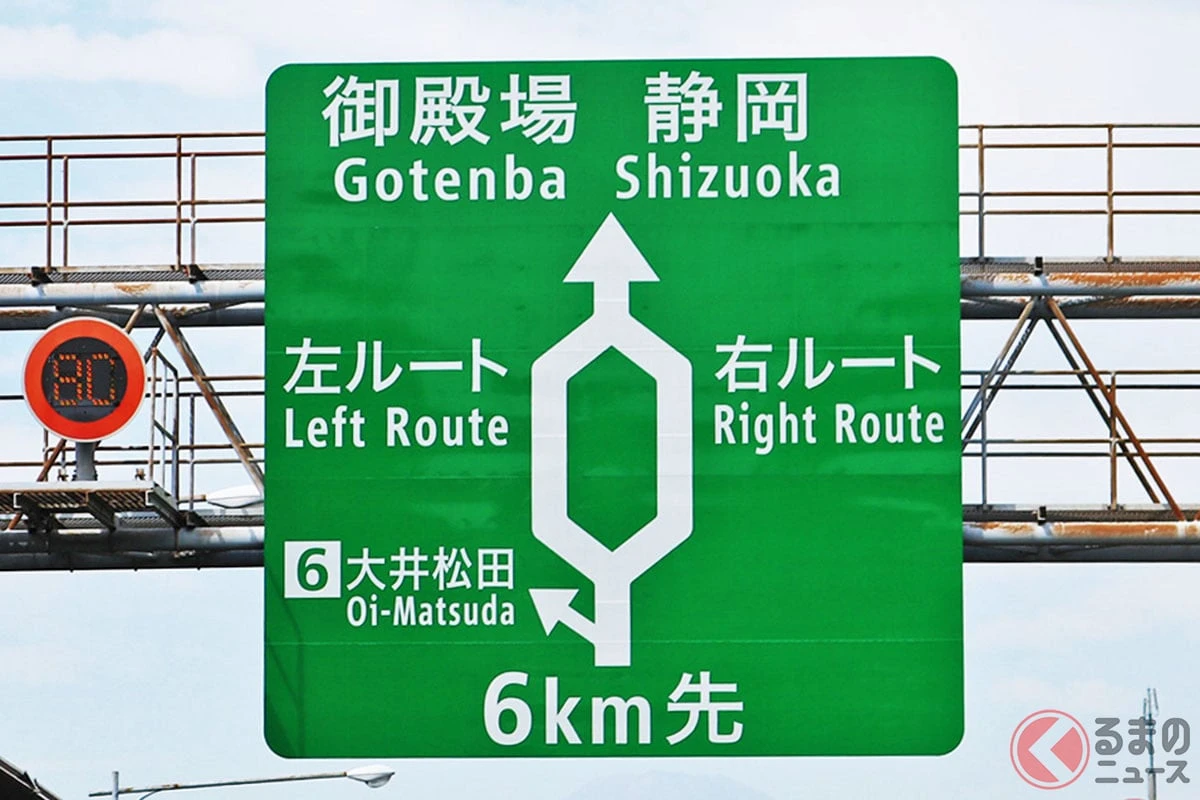 御殿場 静岡
Gotenba Shizuoka
80
左ルート
Left Route
右ルート
Right Route
6 大井松田
Oi-Matsuda
6km先
くるまの
ニュース